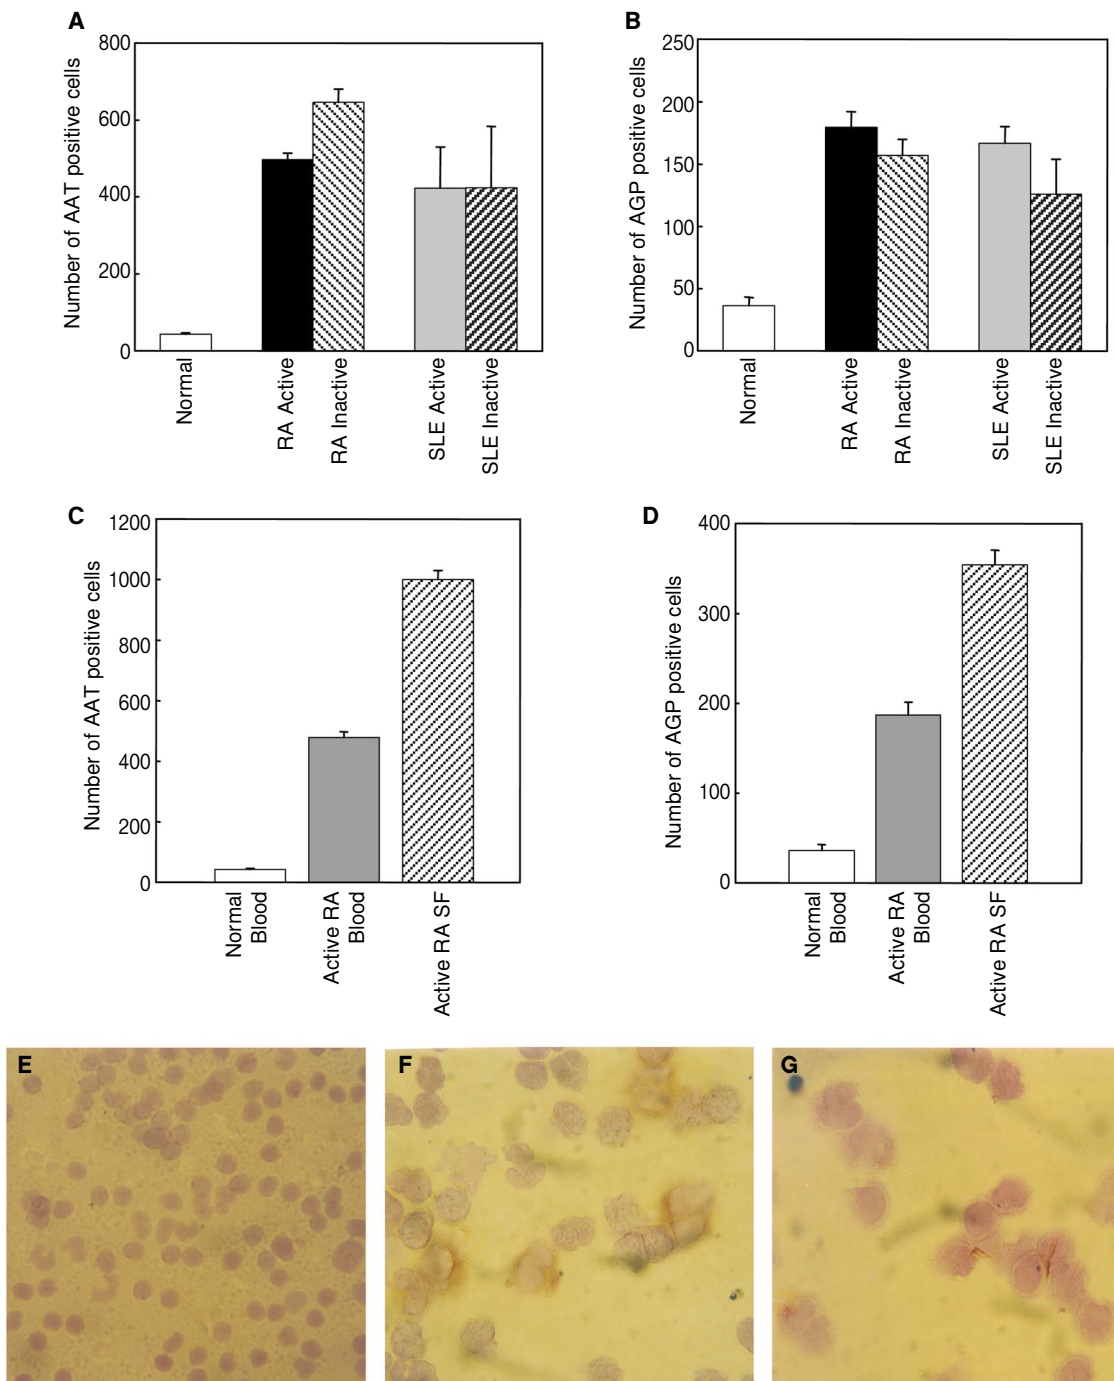 A
Number of AAT positive cells
800
600
400
200
0
Normal
RA Active
RA Inactive
SLE Active
SLE Inactive
B
Number of AGP positive cells
250
200
150
100
50
0
Normal
RA Active
RA Inactive
SLE Active
SLE Inactive
C
Number of AAT positive cells
1200
1000
800
600
400
200
0
Normal
Blood
Active RA
Blood
Active RA SF
D
Number of AGP positive cells
400
300
200
100
0
Normal
Blood
Active RA
Blood
Active RA SF
E
F
G